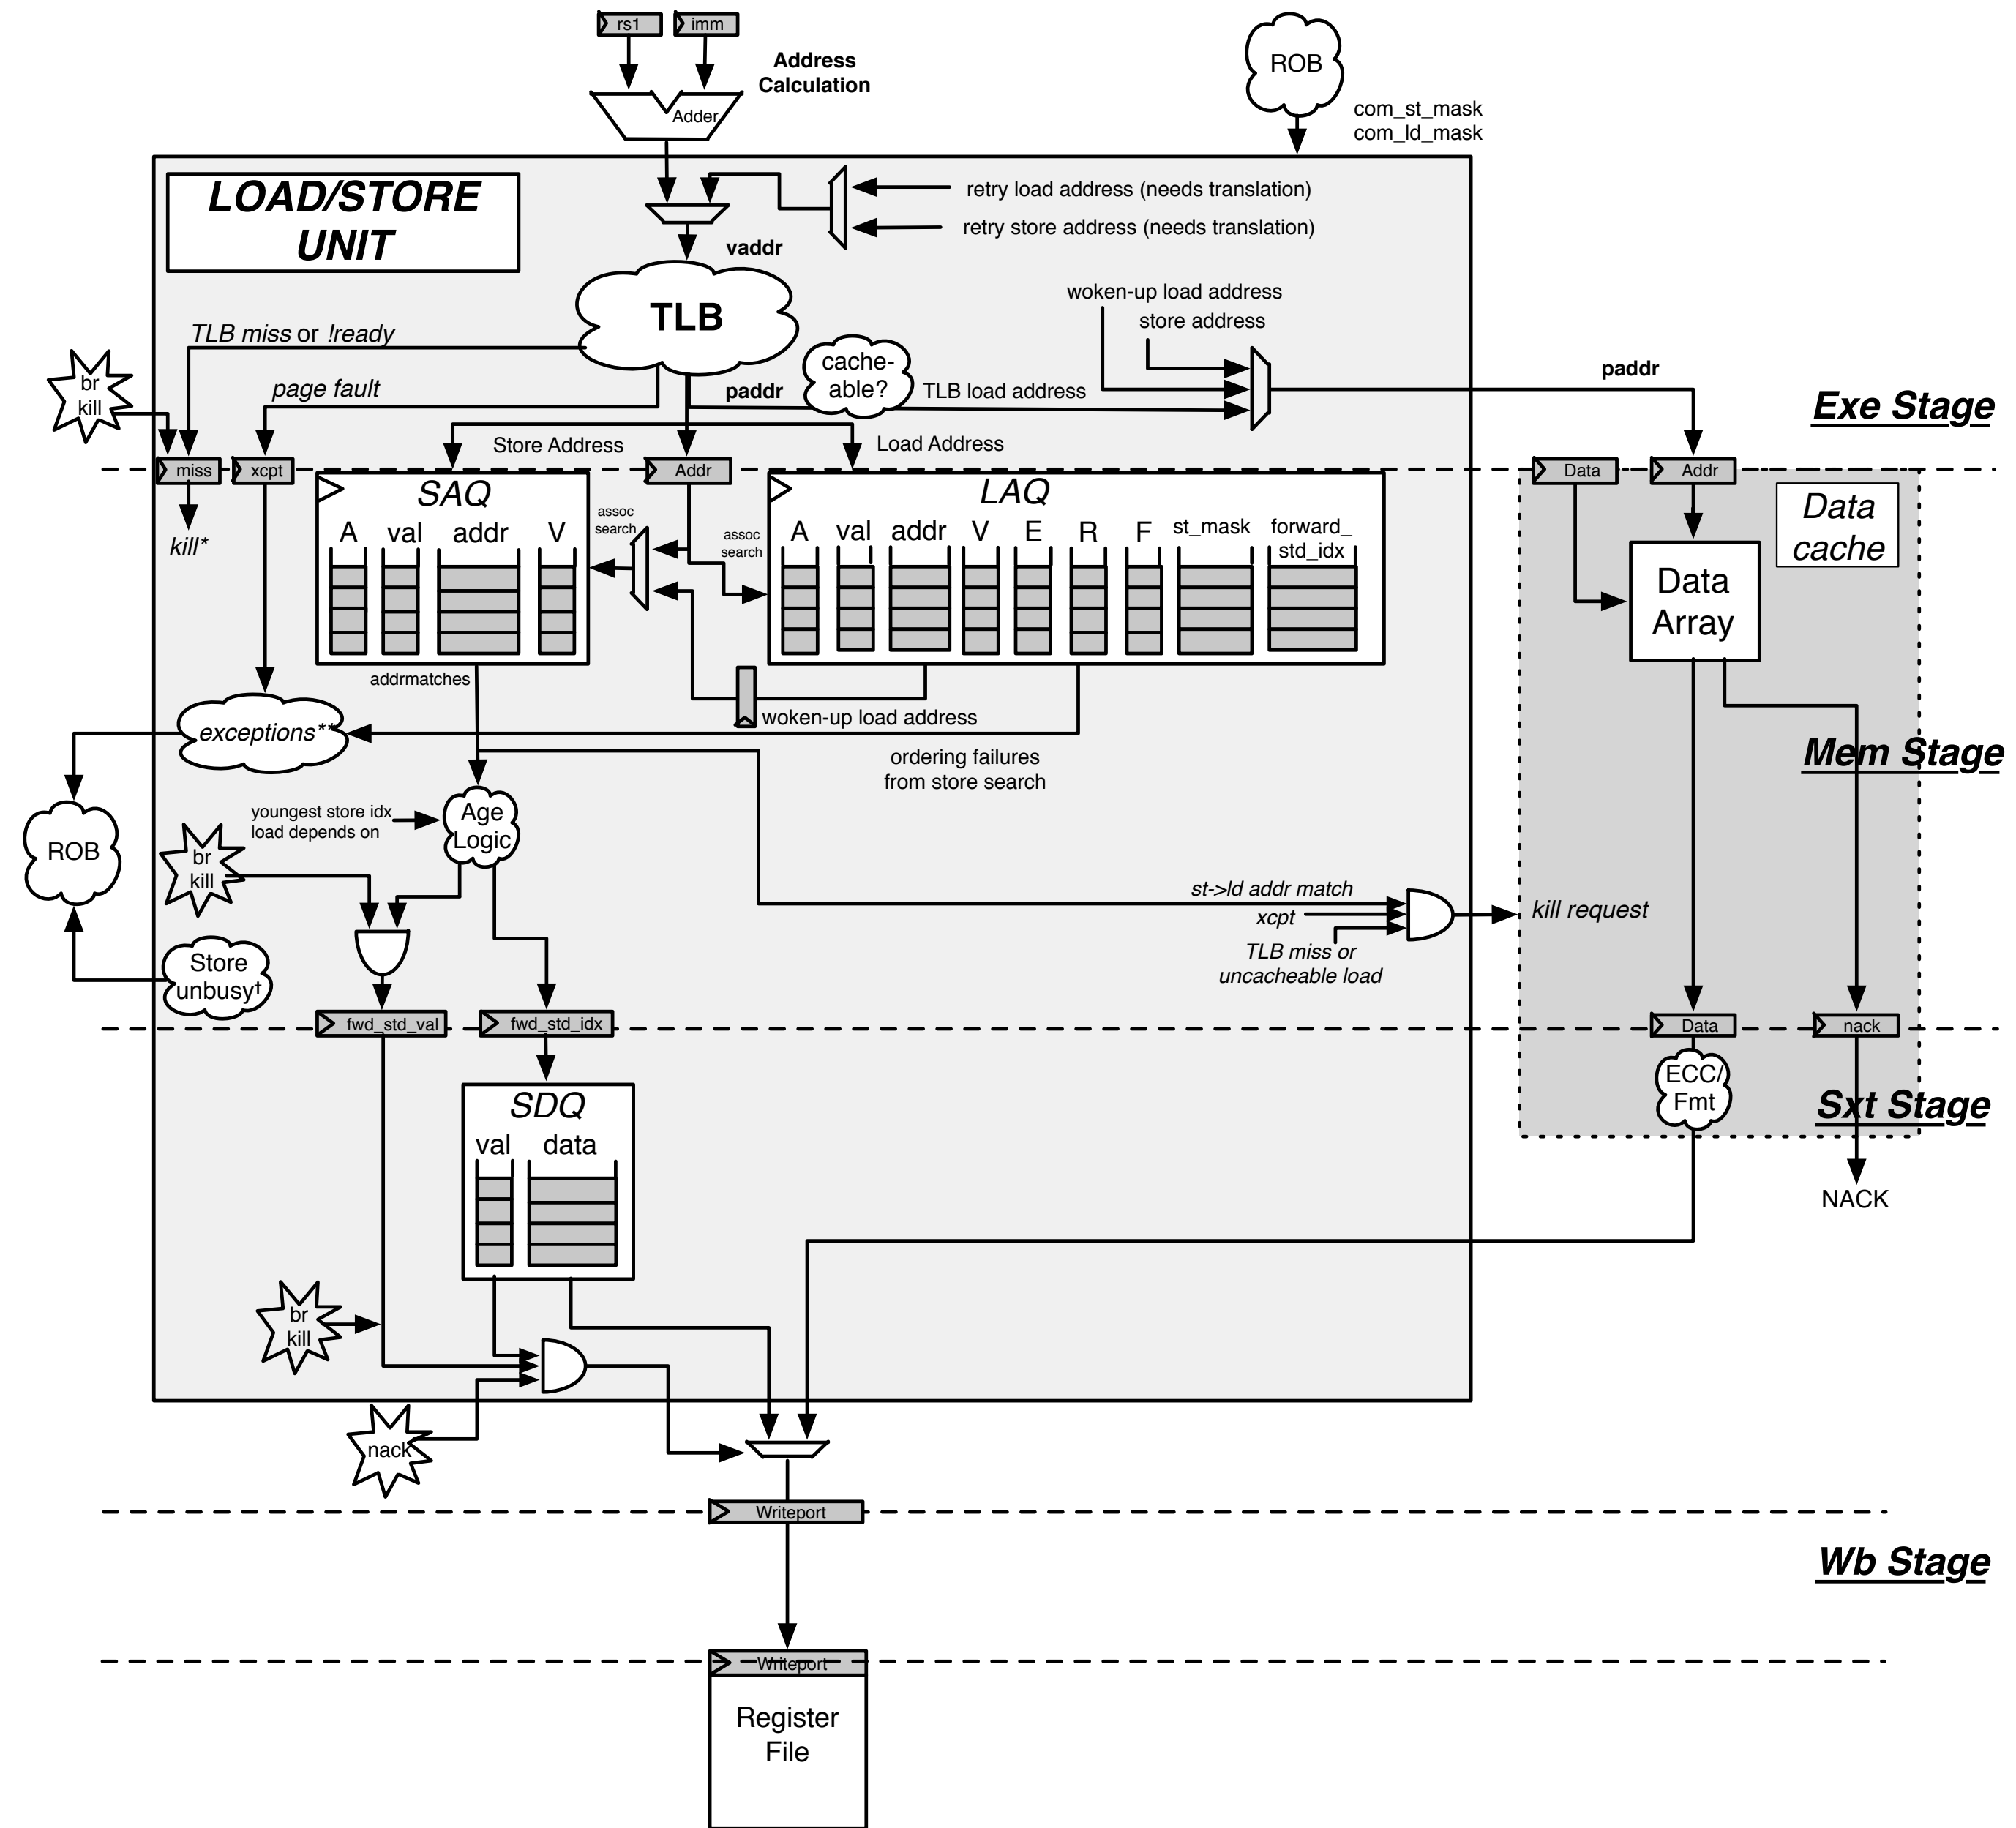 rs1
imm
Address
Calculation
Adder
ROB
com_st_mask
com_ld_mask
LOAD/STORE
UNIT
retry load address (needs translation)
retry store address (needs translation)
vaddr
TLB
woken-up load address
store address
TLB miss or !ready
cache-
able?
br
kill
page fault
paddr
TLB load address
paddr
Exe Stage
Store Address
Load Address
miss
xcpt
Addr
Data
Addr
SAQ
LAQ
Data
cache
kill*
assoc
search
assoc
search
A
val
addr
V
A
val
addr
V
E
R
F
st_mask
forward_
std_idx
Data
Array
addrmatches
woken-up load address
exceptions**
ordering failures
from store search
Mem Stage
youngest store idx
load depends on
Age
Logic
ROB
br
kill
st->ld addr match
xcpt
TLB miss or
uncacheable load
kill request
Store
unbusy†
fwd_std_val
fwd_std_idx
Data
nack
ECC/
Fmt
Sxt Stage
SDQ
val
data
NACK
br
kill
nack
Writeport
Wb Stage
Writeport
Register
File